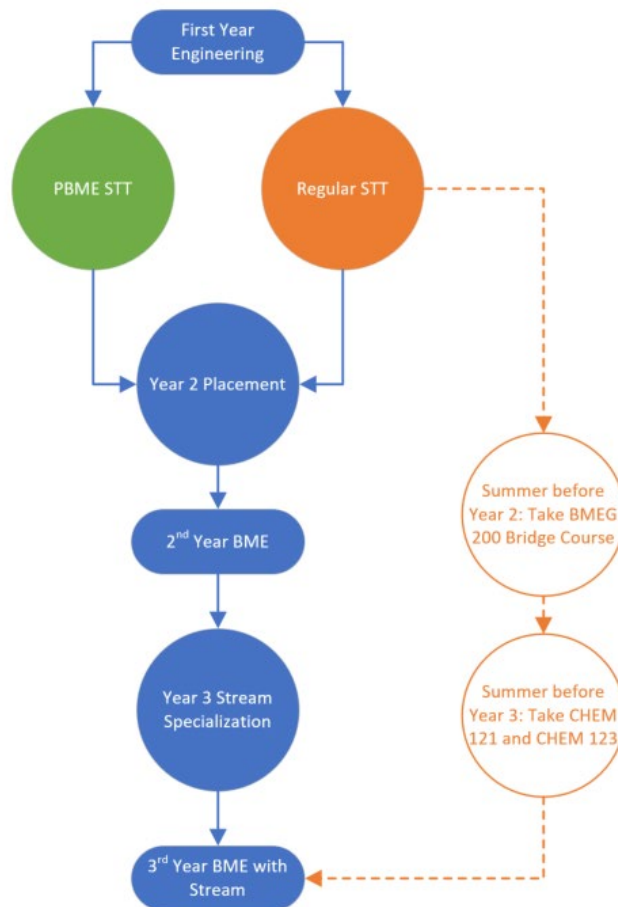 First Year
Engineering
PBME STT
Regular STT
Year 2 Placement
2nd Year BME
Summer before
Year 2: Take BMEG
200 Bridge Course
Year 3 Stream
Specialization
Summer before
Year 3: Take CHEM
121 and CHEM 123
3rd Year BME with
Stream